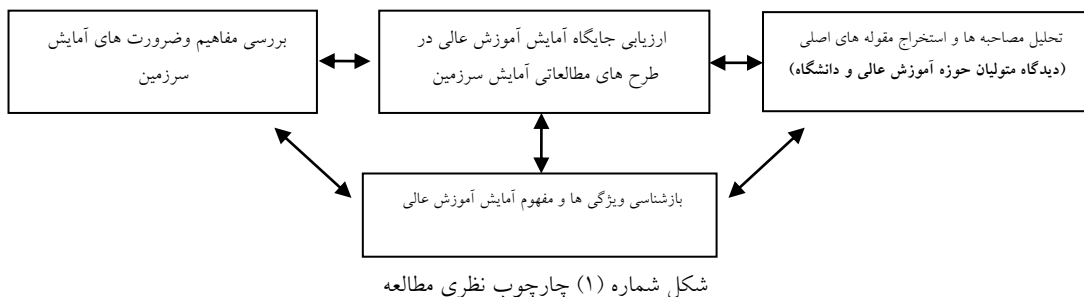 تحلیل مصاحبه ها و استخراج مقوله های اصلی
(دیدگاه متولیان حوزه آموزش عالی و دانشگاه)
ارزیابی جایگاه آمایش آموزش عالی در
طرح های مطالعاتی آمایش سرزمین
بررسی مفاهیم وضرورت های آمایش
سرزمین
بازشناسی ویژگی ها و مفهوم آمایش آموزش عالی
شکل شماره (۱) چارچوب نظری مطالعه